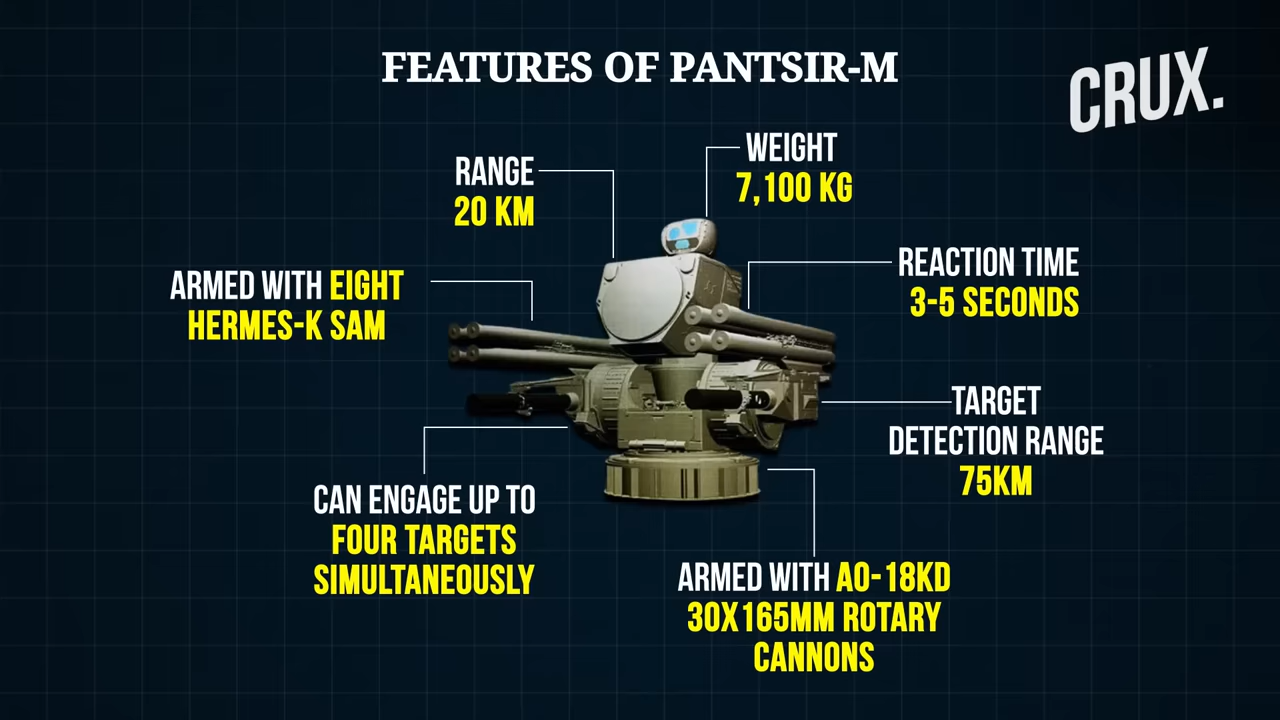 FEATURES OF PANTSIR-M
CRUX.
WEIGHT
7,100 KG
RANGE
20 KM
REACTION TIME
3-5 SECONDS
ARMED WITH EIGHT
HERMES-K SAM
TARGET
DETECTION RANGE
75KM
CAN ENGAGE UP TO
FOUR TARGETS
SIMULTANEOUSLY
ARMED WITH AO-18KD
30X165MM ROTARY
CANNONS